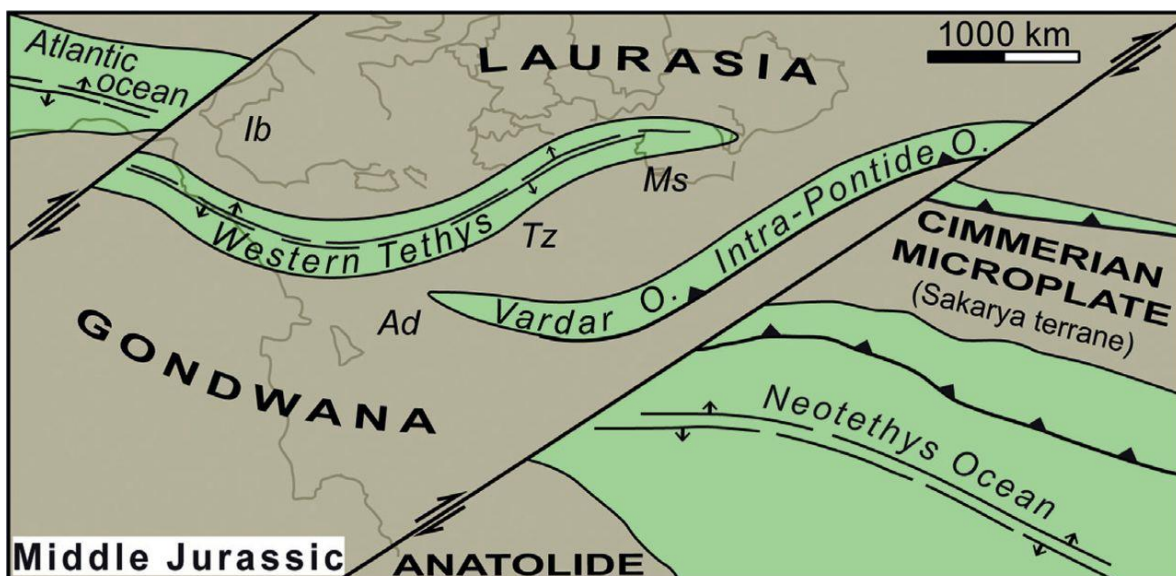 Atlantic
ocean
LAURASIA
1000 km
Ib
Ms
Western Tethys
Tz
Intra-Pontide O.
Vardar O.
Ad
CIMMERIAN
MICROPLATE
(Sakarya terrane)
GONDWANA
Neotethys Ocean
Middle Jurassic
ANATOLIDE